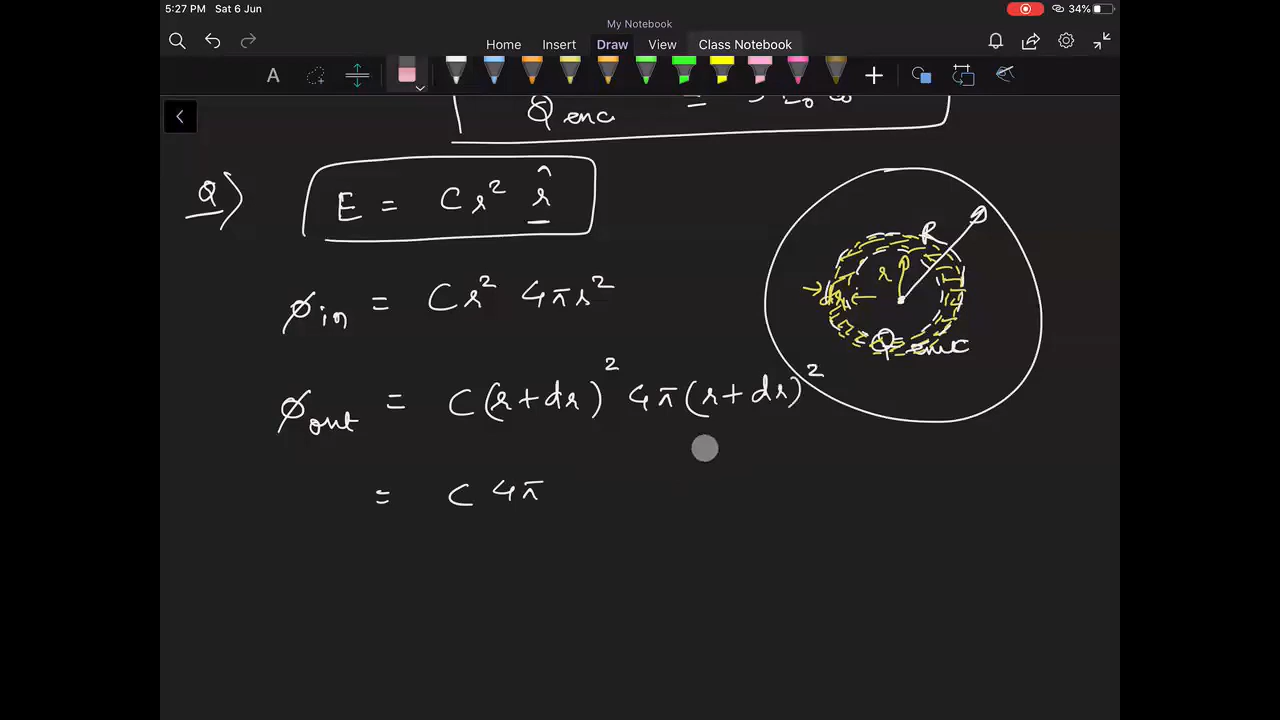 5:27 PM Sat 6 Jun
34%
My Notebook
Home Insert Draw View Class Notebook
A
Q enc =
Q) E = Cr² r̂
R
r
dr
Q enc
φin = Cr² 4πr²
φout = C(r+dr)² 4π(r+dr)²
= C 4π